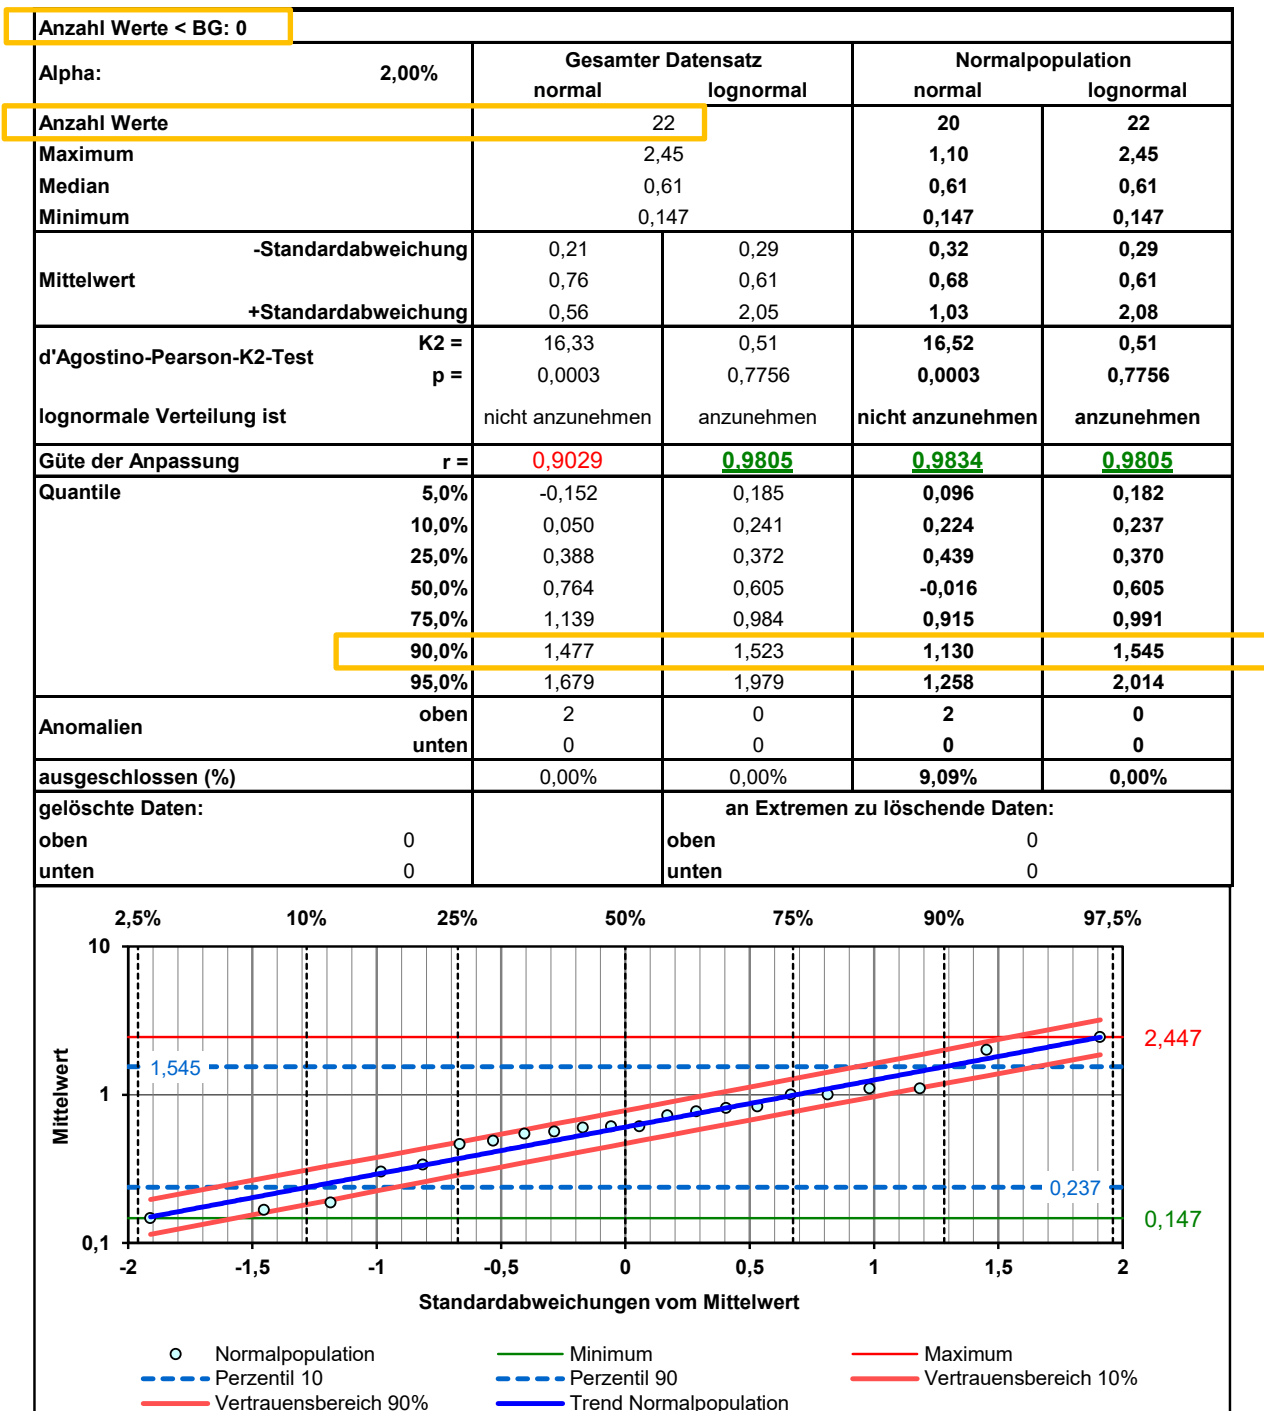 Anzahl Werte < BG: 0
Alpha: 2,00% Gesamter Datensatz Normalpopulation
normal lognormal normal lognormal
Anzahl Werte 22 20 22
Maximum 2,45 1,10 2,45
Median 0,61 0,61 0,61
Minimum 0,147 0,147 0,147
-Standardabweichung 0,21 0,29 0,32 0,29
Mittelwert 0,76 0,61 0,68 0,61
+Standardabweichung 0,56 2,05 1,03 2,08
d'Agostino-Pearson-K2-Test K2 = 16,33 0,51 16,52 0,51
p = 0,0003 0,7756 0,0003 0,7756
lognormale Verteilung ist nicht anzunehmen anzunehmen nicht anzunehmen anzunehmen
Güte der Anpassung r = 0,9029 0,9805 0,9834 0,9805
Quantile 5,0% -0,152 0,185 0,096 0,182
10,0% 0,050 0,241 0,224 0,237
25,0% 0,388 0,372 0,439 0,370
50,0% 0,764 0,605 -0,016 0,605
75,0% 1,139 0,984 0,915 0,991
90,0% 1,477 1,523 1,130 1,545
95,0% 1,679 1,979 1,258 2,014
Anomalien oben 2 0 2 0
unten 0 0 0 0
ausgeschlossen (%) 0,00% 0,00% 9,09% 0,00%
gelöschte Daten: an Extremen zu löschende Daten:
oben 0 oben 0
unten 0 unten 0
2,5% 10% 25% 50% 75% 90% 97,5%
10
2,447
1,545
1
Mittelwert
0,237
0,147
0,1
-2 -1,5 -1 -0,5 0 0,5 1 1,5 2
Standardabweichungen vom Mittelwert
Normalpopulation Minimum Maximum
Perzentil 10 Perzentil 90 Vertrauensbereich 10%
Vertrauensbereich 90% Trend Normalpopulation